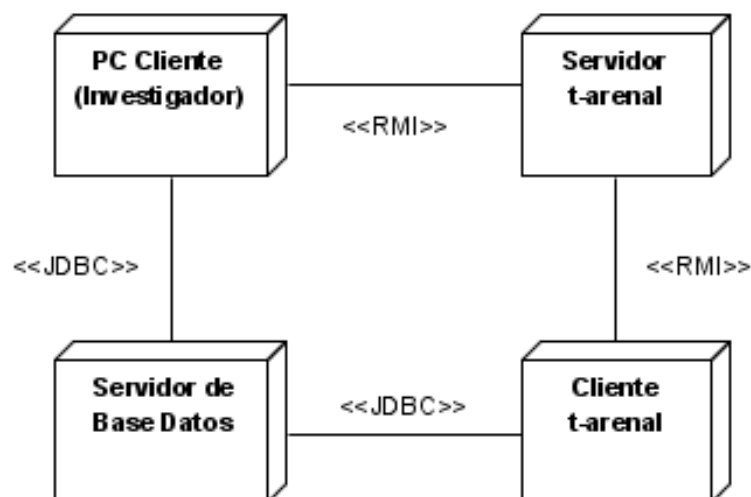 PC Cliente
(Investigador)
Servidor
t-arenal
<<RMI>>
<<JDBC>>
<<RMI>>
Servidor de
Base Datos
<<JDBC>>
Cliente
t-arenal